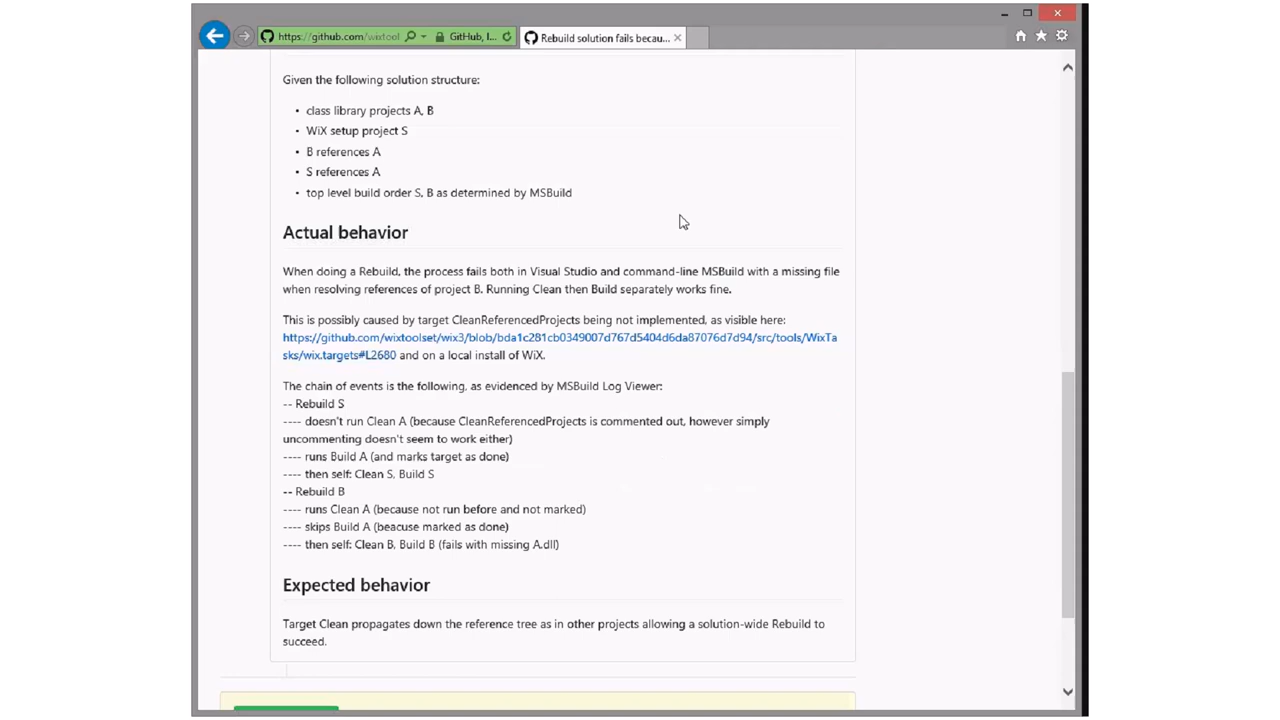 https://github.com/wixtool
GitHub, I...
Rebuild solution fails becau...
Given the following solution structure:
• class library projects A, B
• WiX setup project S
• B references A
• S references A
• top level build order S, B as determined by MSBuild
Actual behavior
When doing a Rebuild, the process fails both in Visual Studio and command-line MSBuild with a missing file
when resolving references of project B. Running Clean then Build separately works fine.
This is possibly caused by target CleanReferencedProjects being not implemented, as visible here:
https://github.com/wixtoolset/wix3/blob/bda1c281cb0349007d767d5404d6da87076d7d94/src/tools/WixTa
sks/wix.targets#L2680 and on a local install of WiX.
The chain of events is the following, as evidenced by MSBuild Log Viewer:
-- Rebuild S
---- doesn't run Clean A (because CleanReferencedProjects is commented out, however simply
uncommenting doesn't seem to work either)
---- runs Build A (and marks target as done)
---- then self: Clean S, Build S
-- Rebuild B
---- runs Clean A (because not run before and not marked)
---- skips Build A (beacuse marked as done)
---- then self: Clean B, Build B (fails with missing A.dll)
Expected behavior
Target Clean propagates down the reference tree as in other projects allowing a solution-wide Rebuild to
succeed.